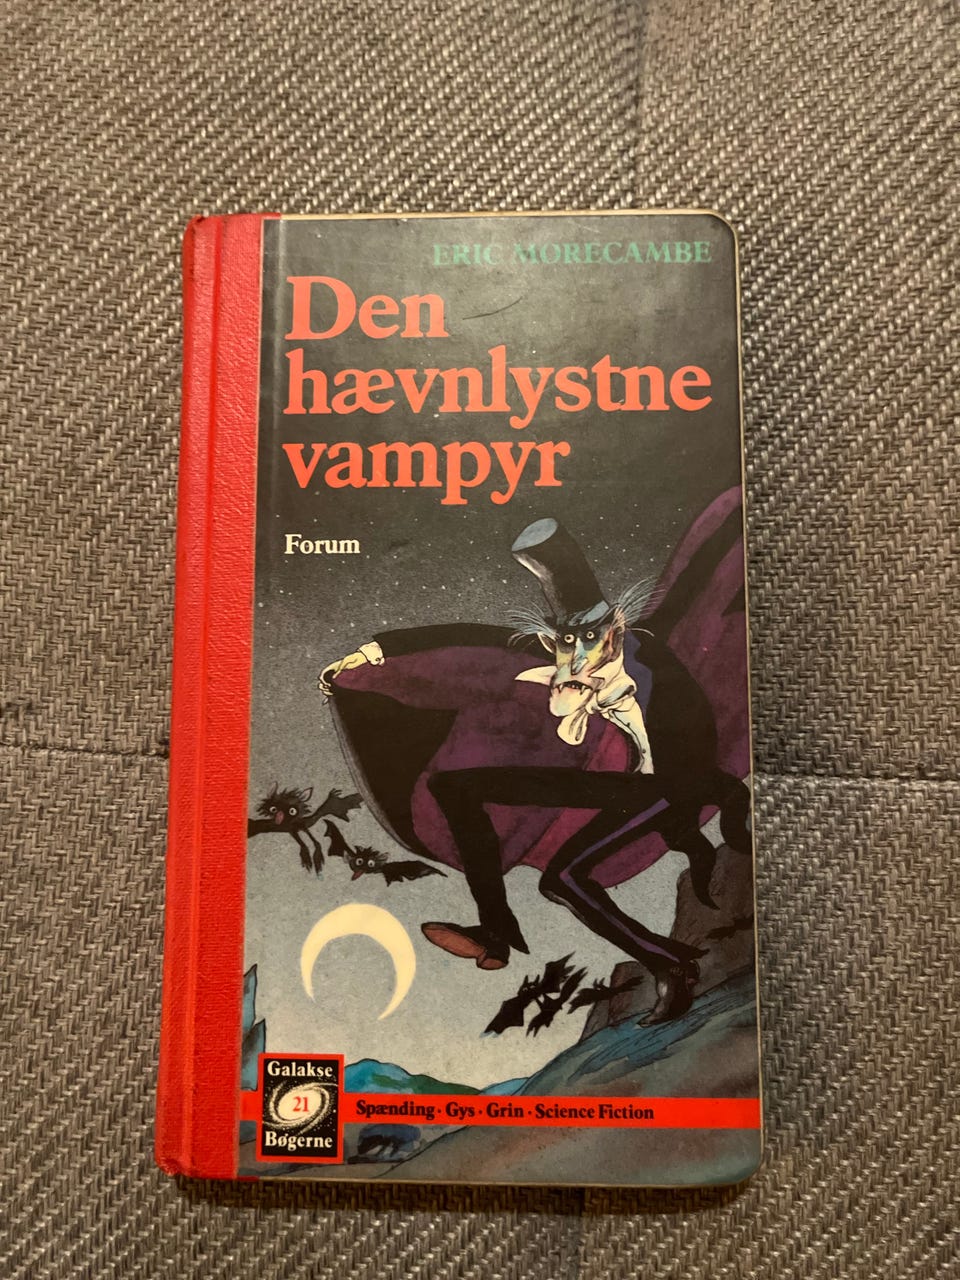 ERIC MORECAMBE
Den
hævnlystne
vampyr
Forum
Galakse
21
Bøgerne
Spænding · Gys · Grin · Science Fiction